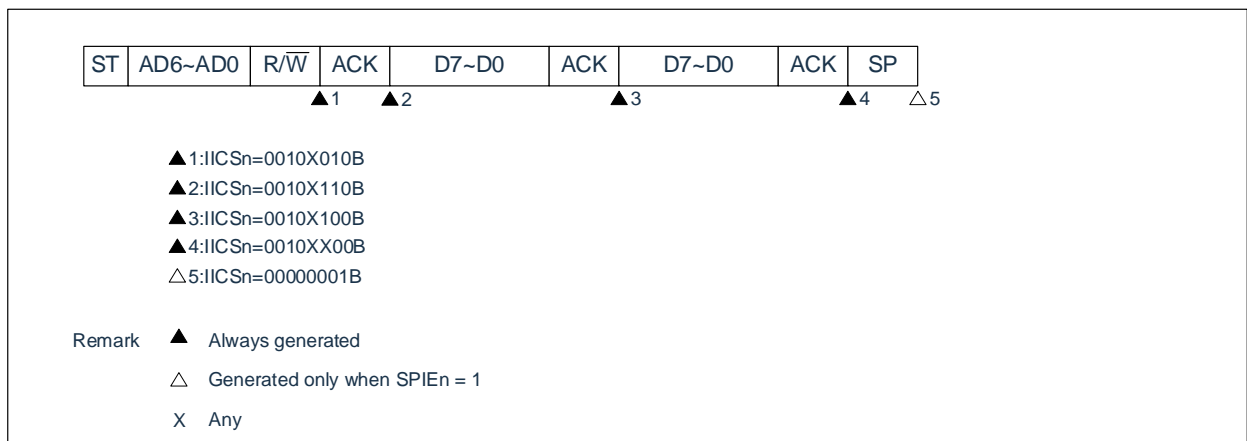 ST AD6~AD0 R/W̅ ACK D7~D0 ACK D7~D0 ACK SP
▲1 ▲2 ▲3 ▲4 △5
▲1:IICSn=0010X010B
▲2:IICSn=0010X110B
▲3:IICSn=0010X100B
▲4:IICSn=0010XX00B
△5:IICSn=00000001B
Remark ▲ Always generated
△ Generated only when SPIEn = 1
X Any